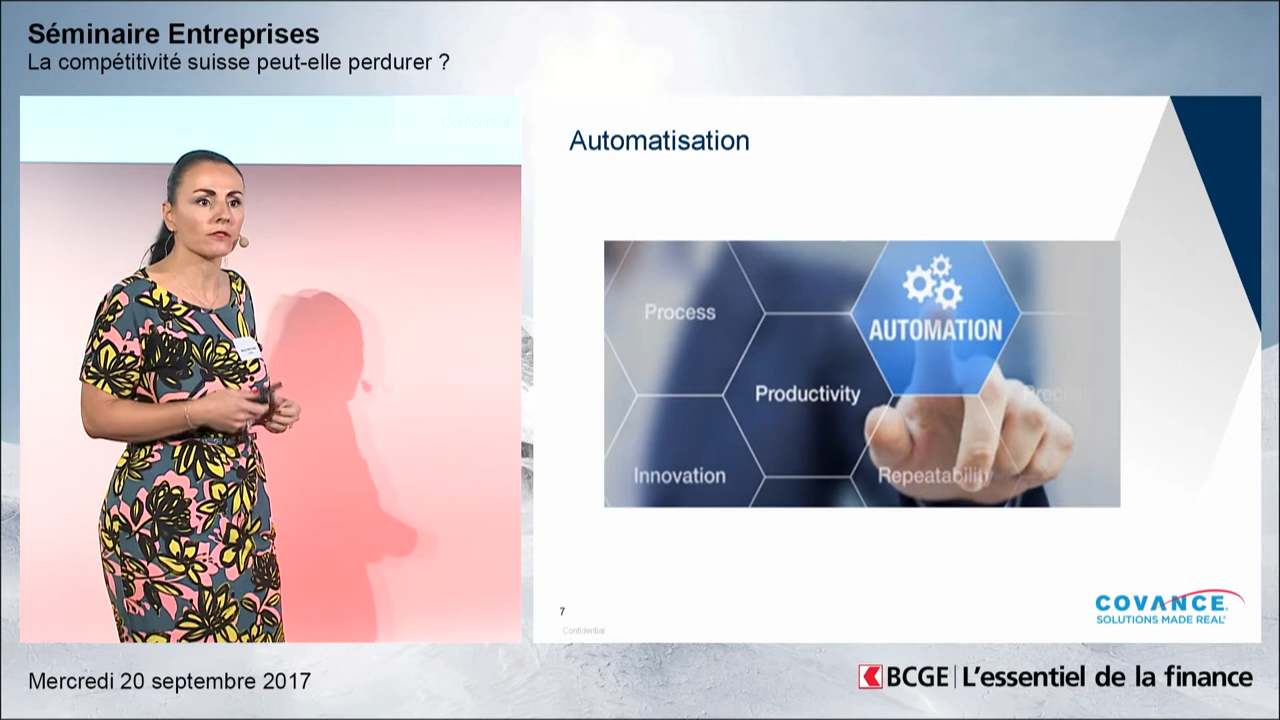 Séminaire Entreprises
La compétitivité suisse peut-elle perdurer ?
Confidential
Automatisation
Process
AUTOMATION
Productivity
Innovation
Repeatability
7
Confidential
COVANCE
SOLUTIONS MADE REAL®
Mercredi 20 septembre 2017
BCGE | L'essentiel de la finance